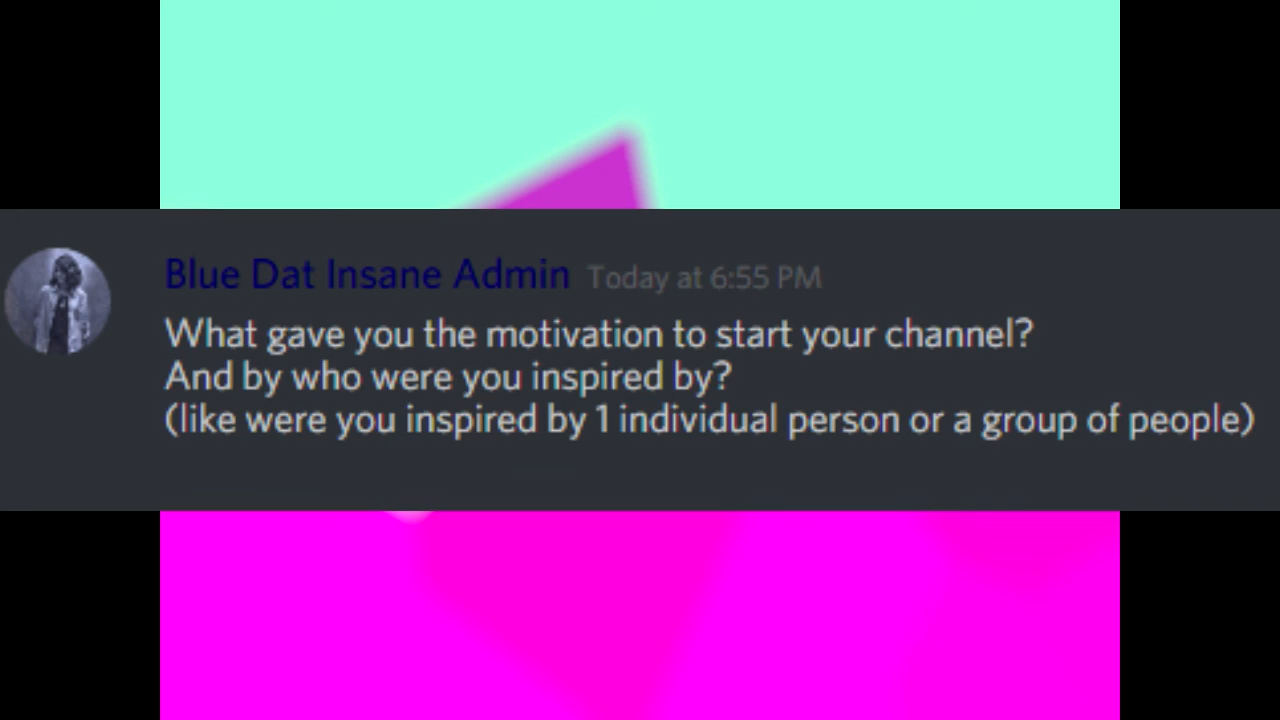 Blue Dat Insane Admin Today at 6:55 PM
What gave you the motivation to start your channel?
And by who were you inspired by?
(like were you inspired by 1 individual person or a group of people)